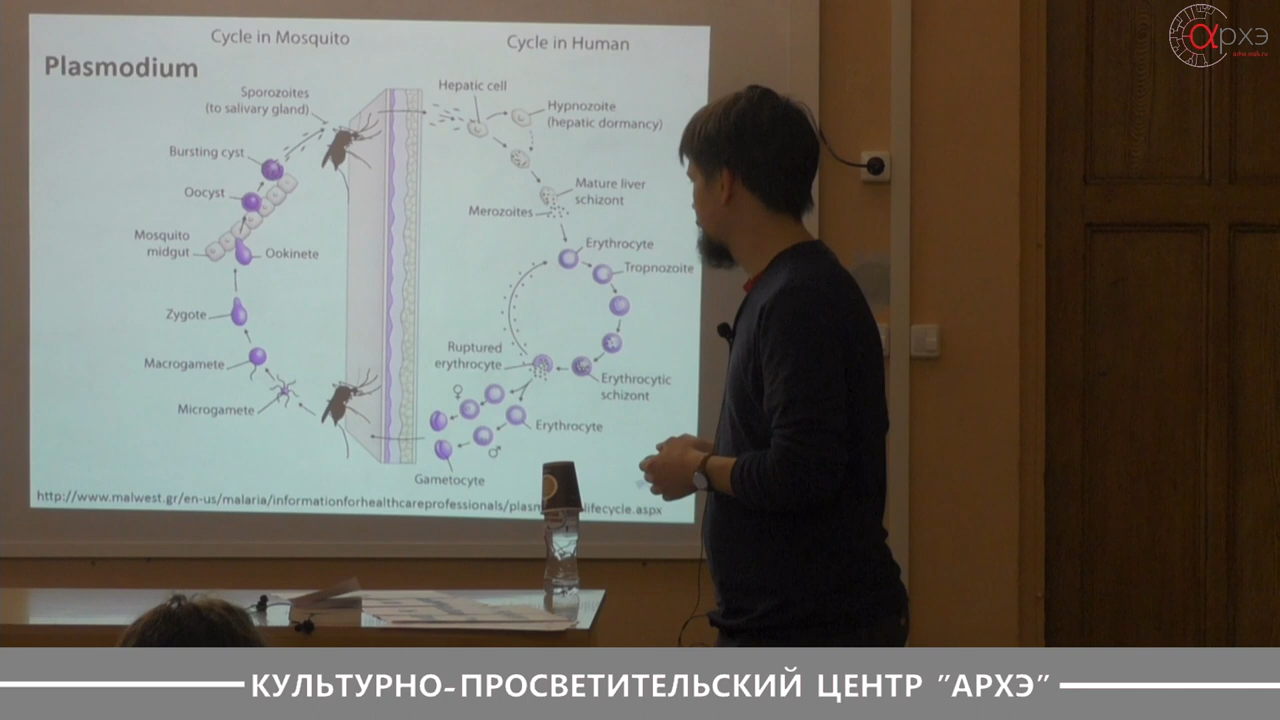 Cycle in Mosquito
Cycle in Human
Plasmodium
Sporozoites
(to salivary gland)
Hepatic cell
Hypnozoite
(hepatic dormancy)
Bursting cyst
Oocyst
Mature liver
schizont
Merozoites
Mosquito
midgut
Ookinete
Erythrocyte
Tropnozoite
Zygote
Macrogamete
Ruptured
erythrocyte
Erythrocytic
schizont
Microgamete
♀
Erythrocyte
♂
Gametocyte
http://www.malwest.gr/en-us/malaria/informationforhealthcareprofessionals/plasm lifecycle.aspx
αрхэ
КУЛЬТУРНО-ПРОСВЕТИТЕЛЬСКИЙ ЦЕНТР "АРХЭ"